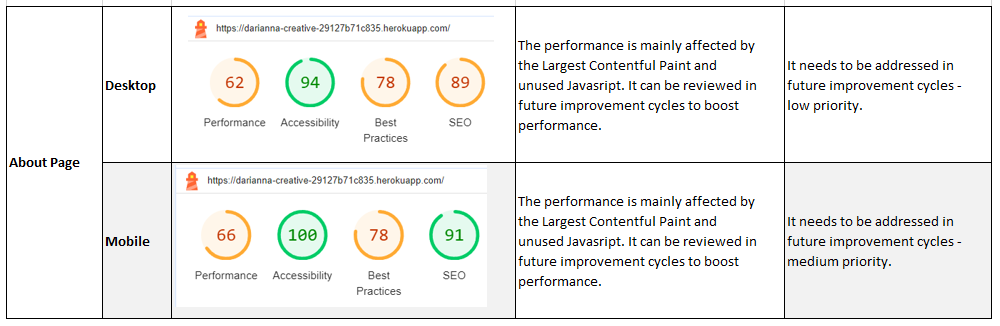 About Page
Desktop
https://darianna-creative-29127b71c835.herokuapp.com/
62 94 78 89
Performance Accessibility Best Practices SEO
The performance is mainly affected by
the Largest Contentful Paint and
unused Javasript. It can be reviewed in
future improvement cycles to boost
performance.
It needs to be addressed in
future improvement cycles -
low priority.
Mobile
https://darianna-creative-29127b71c835.herokuapp.com/
66 100 78 91
Performance Accessibility Best Practices SEO
The performance is mainly affected by
the Largest Contentful Paint and
unused Javasript. It can be reviewed in
future improvement cycles to boost
performance.
It needs to be addressed in
future improvement cycles -
medium priority.